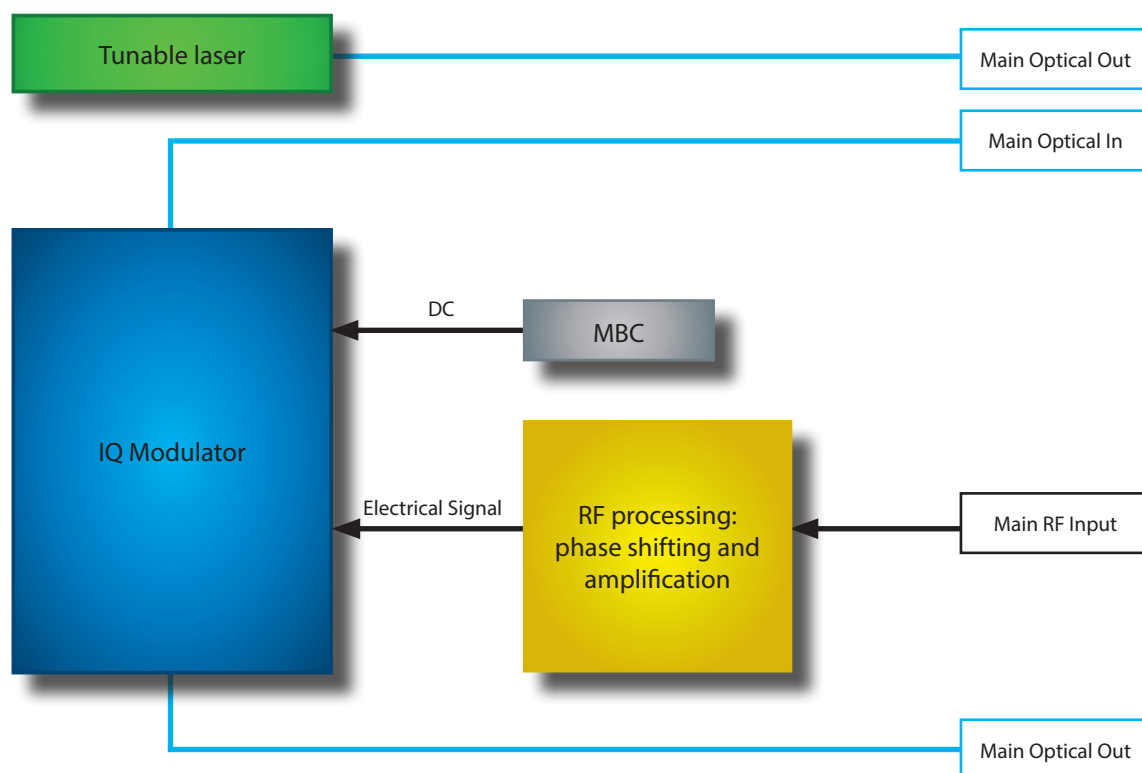 Tunable laser
Main Optical Out
Main Optical In
DC
MBC
IQ Modulator
Electrical Signal
RF processing:
phase shifting and
amplification
Main RF Input
Main Optical Out